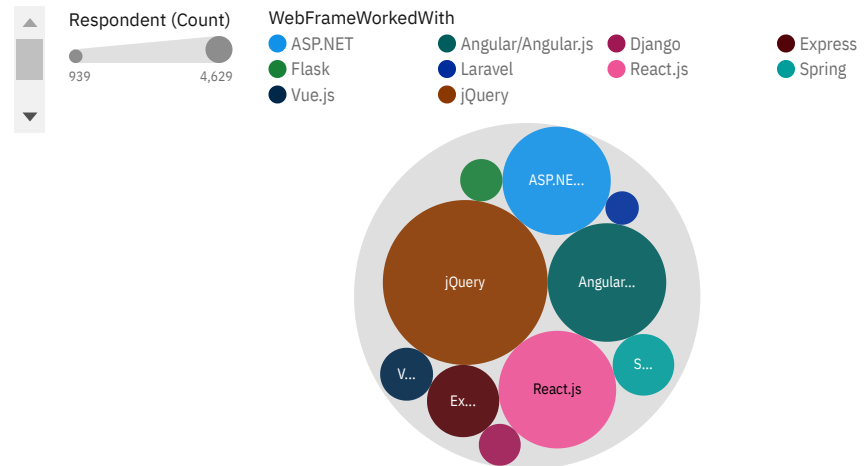 Respondent (Count)
939 4,629
WebFrameWorkedWith
ASP.NET Angular/Angular.js Django Express
Flask Laravel React.js Spring
Vue.js jQuery
ASP.NE...
jQuery
Angular...
S...
V...
React.js
Ex...